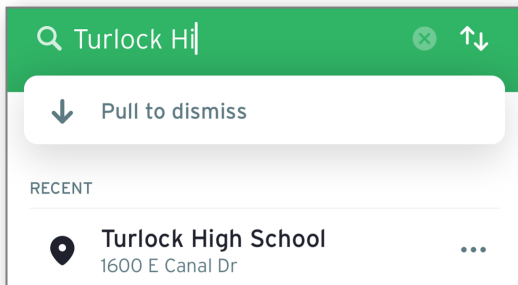 Turlock Hi
Pull to dismiss
RECENT
Turlock High School
1600 E Canal Dr